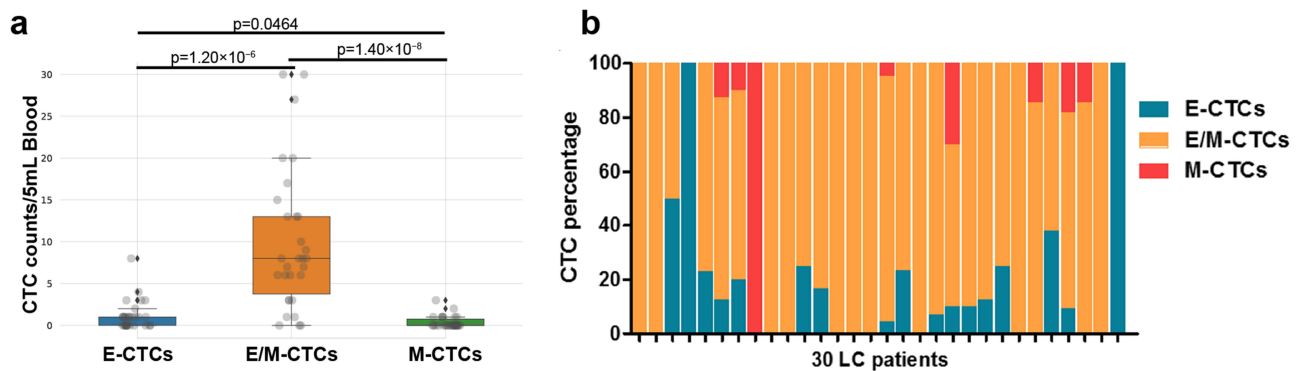 a
p=0.0464
p=1.20×10⁻⁶
p=1.40×10⁻⁸
CTC counts/5mL Blood
30
25
20
15
10
5
0
E-CTCs
E/M-CTCs
M-CTCs
b
CTC percentage
100
80
60
40
20
0
30 LC patients
E-CTCs
E/M-CTCs
M-CTCs